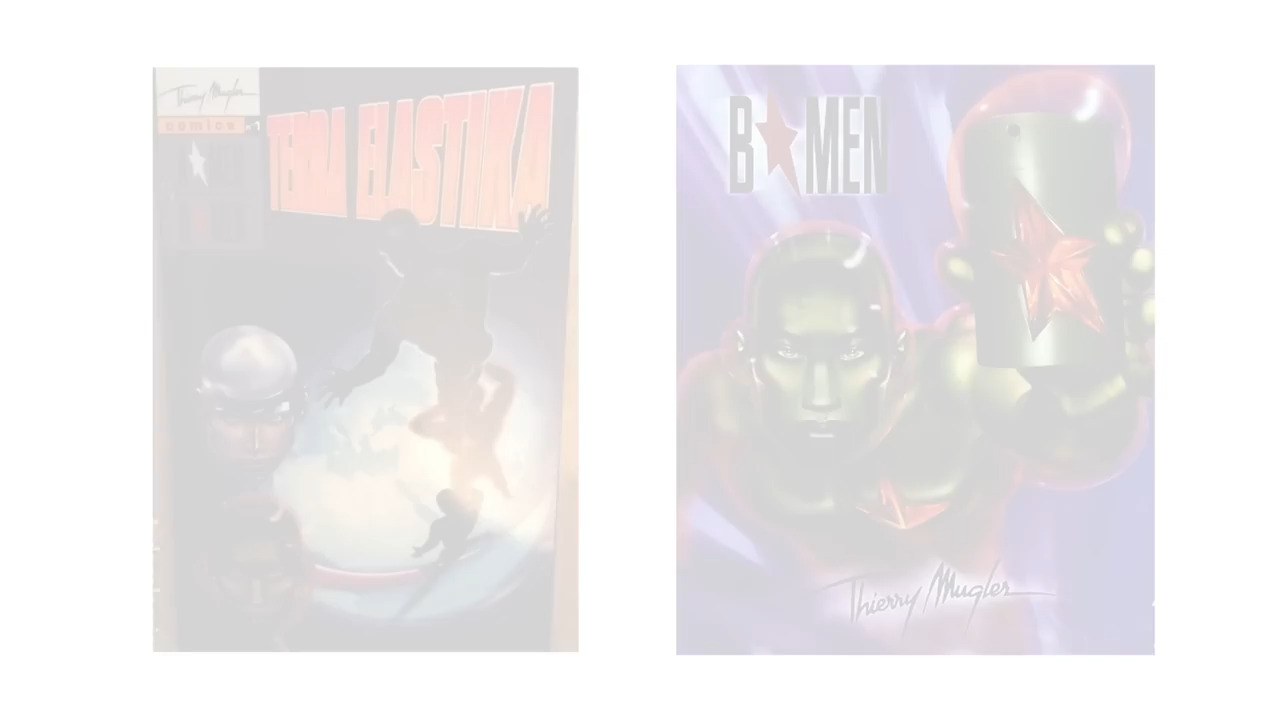 Thierry Mugler
comics n°1
TERRA ELASTIKA
B MEN
Thierry Mugler